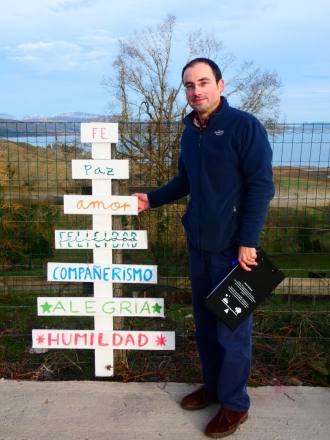 FE
PAZ
amor
FELICIDAD
COMPAÑERISMO
ALEGRIA
HUMILDAD